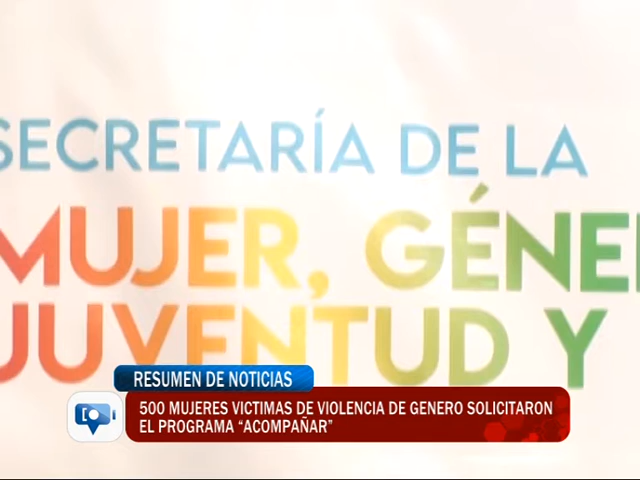 SECRETARÍA DE LA
MUJER, GÉNE
JUVENTUD Y
RESUMEN DE NOTICIAS
500 MUJERES VICTIMAS DE VIOLENCIA DE GENERO SOLICITARON
EL PROGRAMA “ACOMPAÑAR”